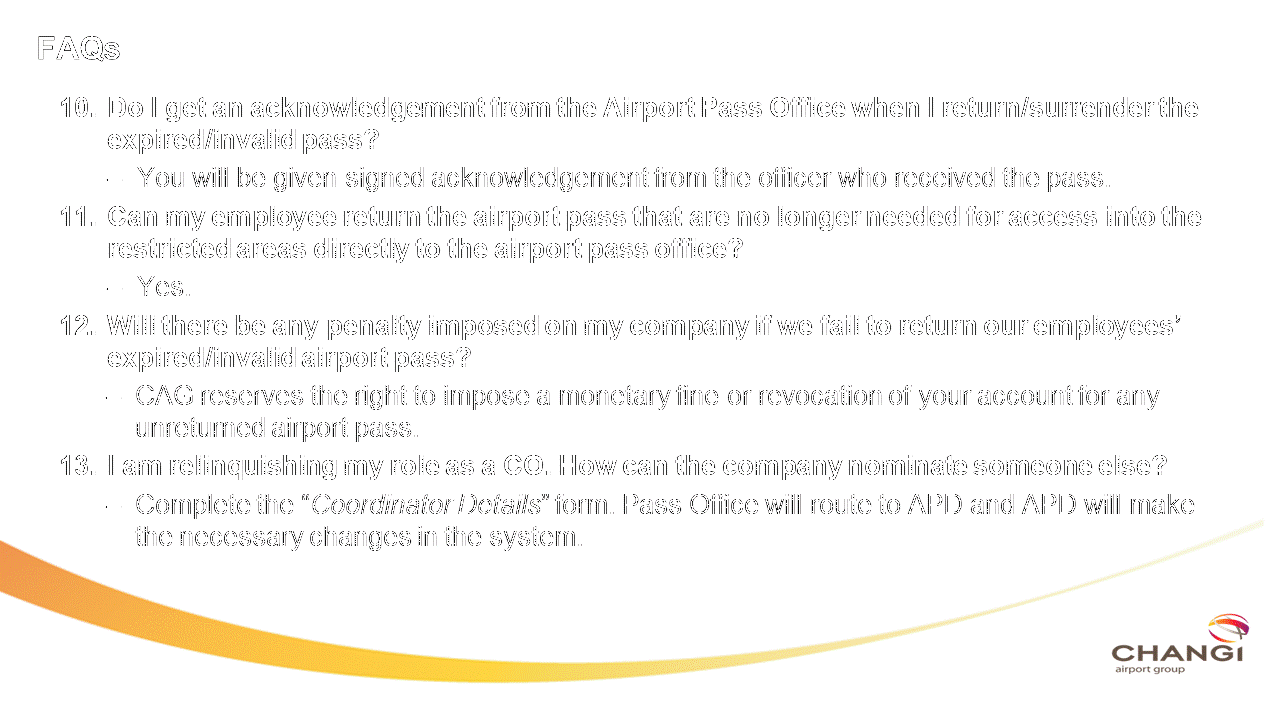 FAQs
10. Do I get an acknowledgement from the Airport Pass Office when I return/surrender the
expired/invalid pass?
– You will be given signed acknowledgement from the officer who received the pass.
11. Can my employee return the airport pass that are no longer needed for access into the
restricted areas directly to the airport pass office?
– Yes.
12. Will there be any penalty imposed on my company if we fail to return our employees’
expired/invalid airport pass?
– CAG reserves the right to impose a monetary fine or revocation of your account for any
unreturned airport pass.
13. I am relinquishing my role as a CO. How can the company nominate someone else?
– Complete the “Coordinator Details” form. Pass Office will route to APD and APD will make
the necessary changes in the system.
CHANGI
airport group